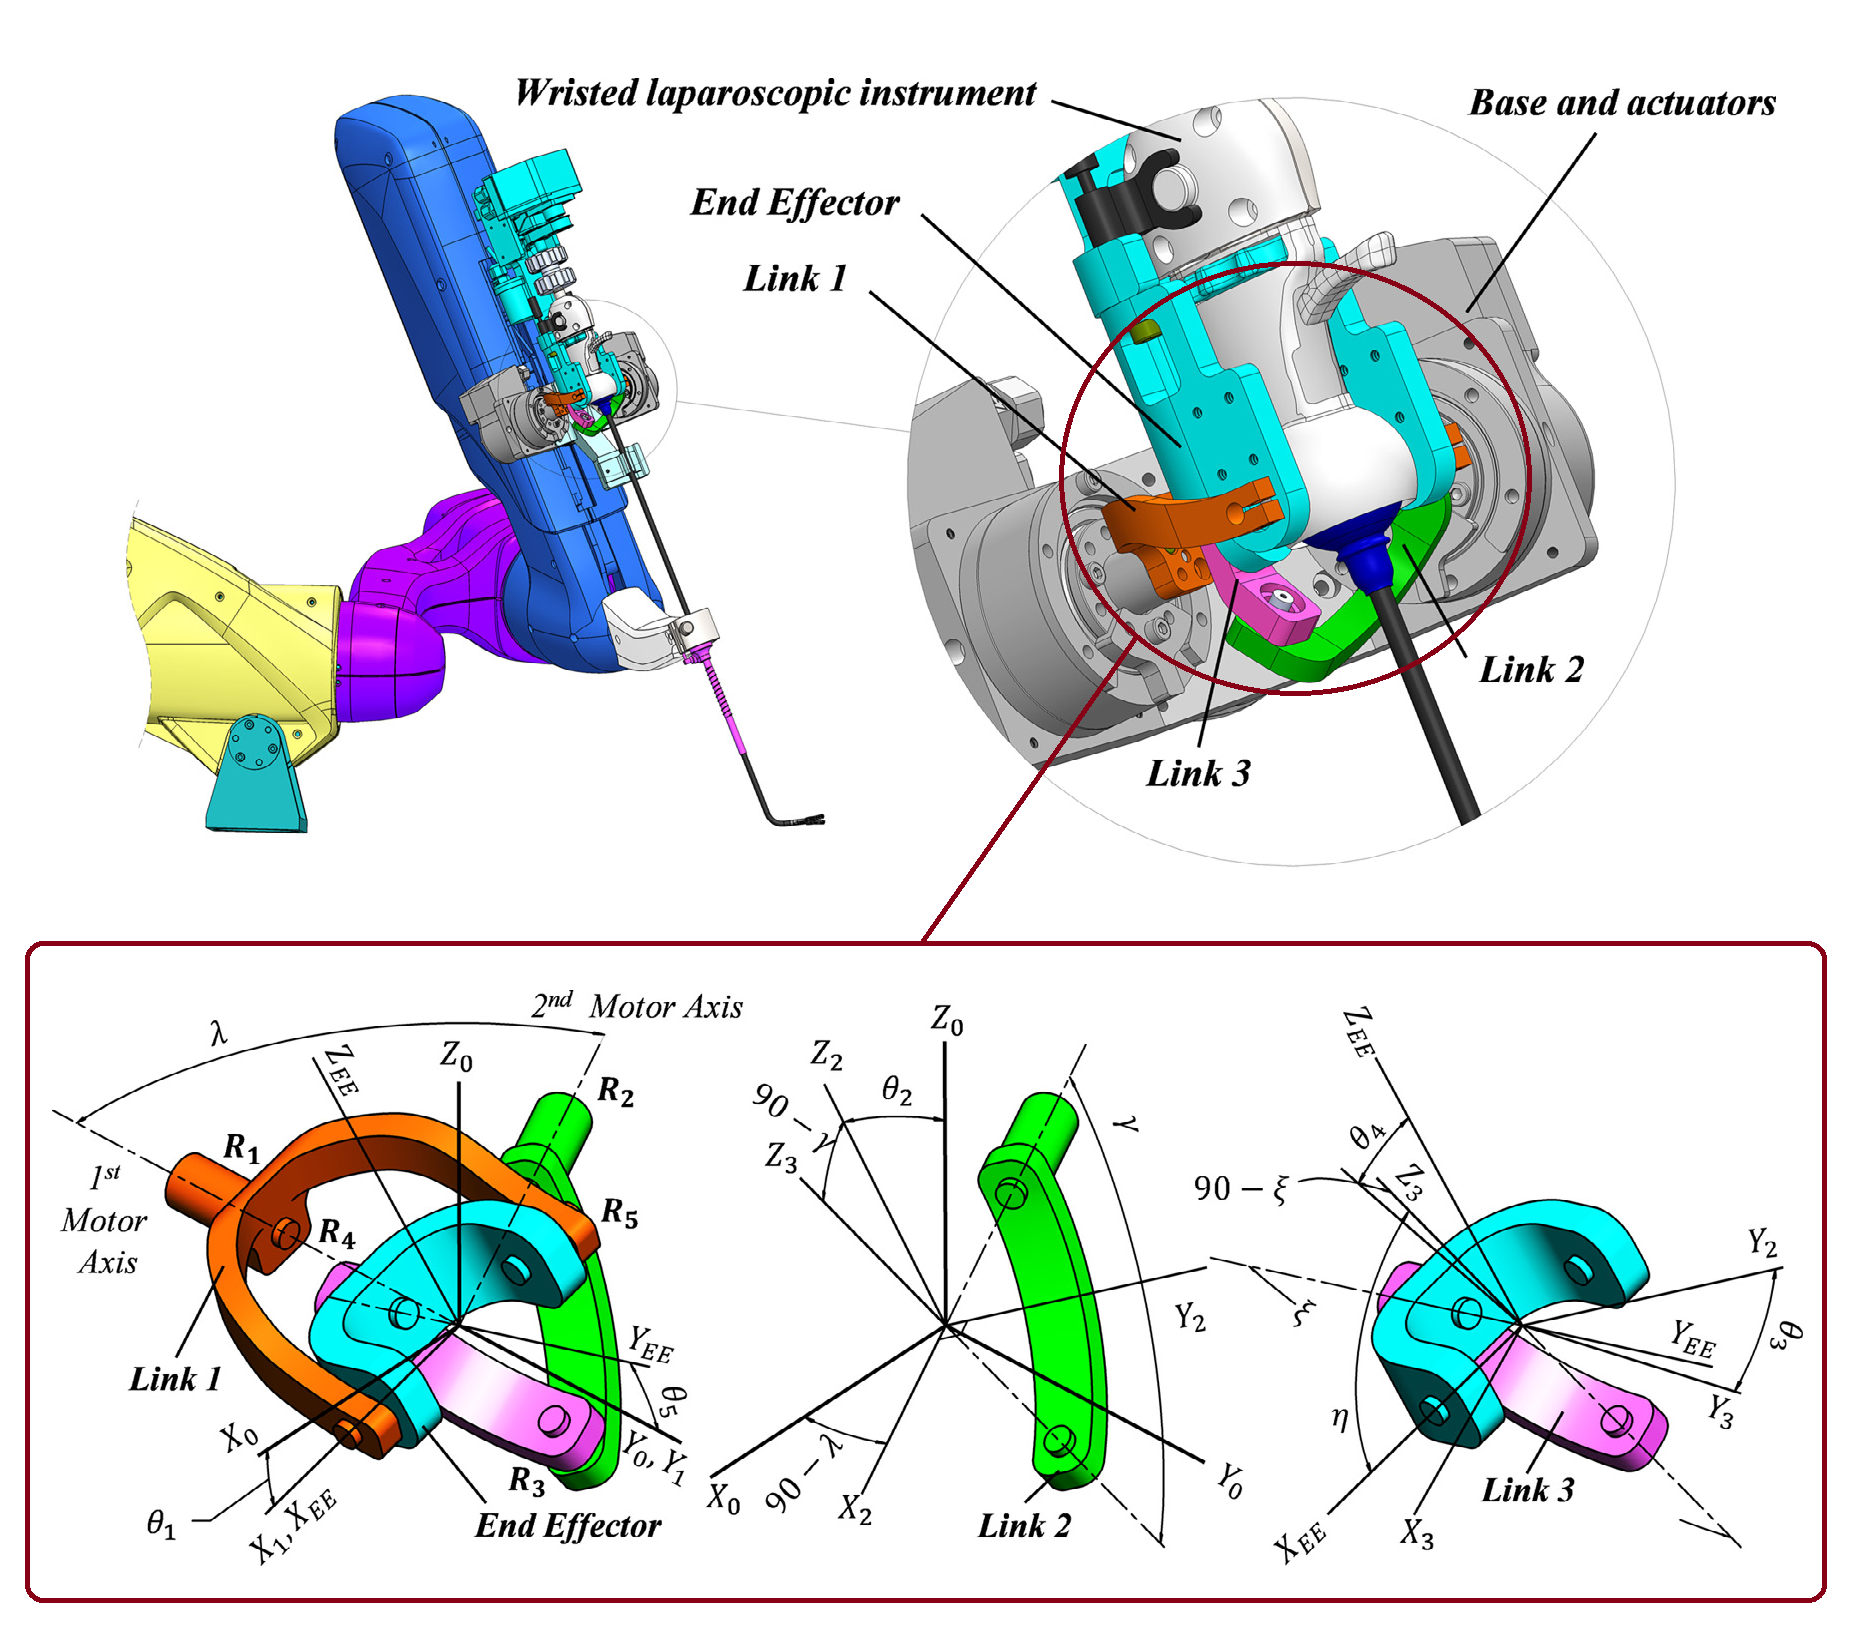 Wristed laparoscopic instrument
Base and actuators
End Effector
Link 1
Link 2
Link 3
λ
2nd Motor Axis
Z_EE
Z_0
R_2
R_1
1st
Motor
Axis
R_4
R_5
Link 1
Y_EE
θ_5
X_0
Y_0, Y_1
R_3
θ_1
X_1, X_EE
End Effector
Z_0
Z_2
θ_2
90 − γ
Z_3
γ
Y_2
90 − λ
X_0
X_2
Y_0
Link 2
Z_EE
θ_4
Z_3
90 − ξ
Y_2
ξ
Y_EE
θ_3
Y_3
η
Link 3
X_EE
X_3